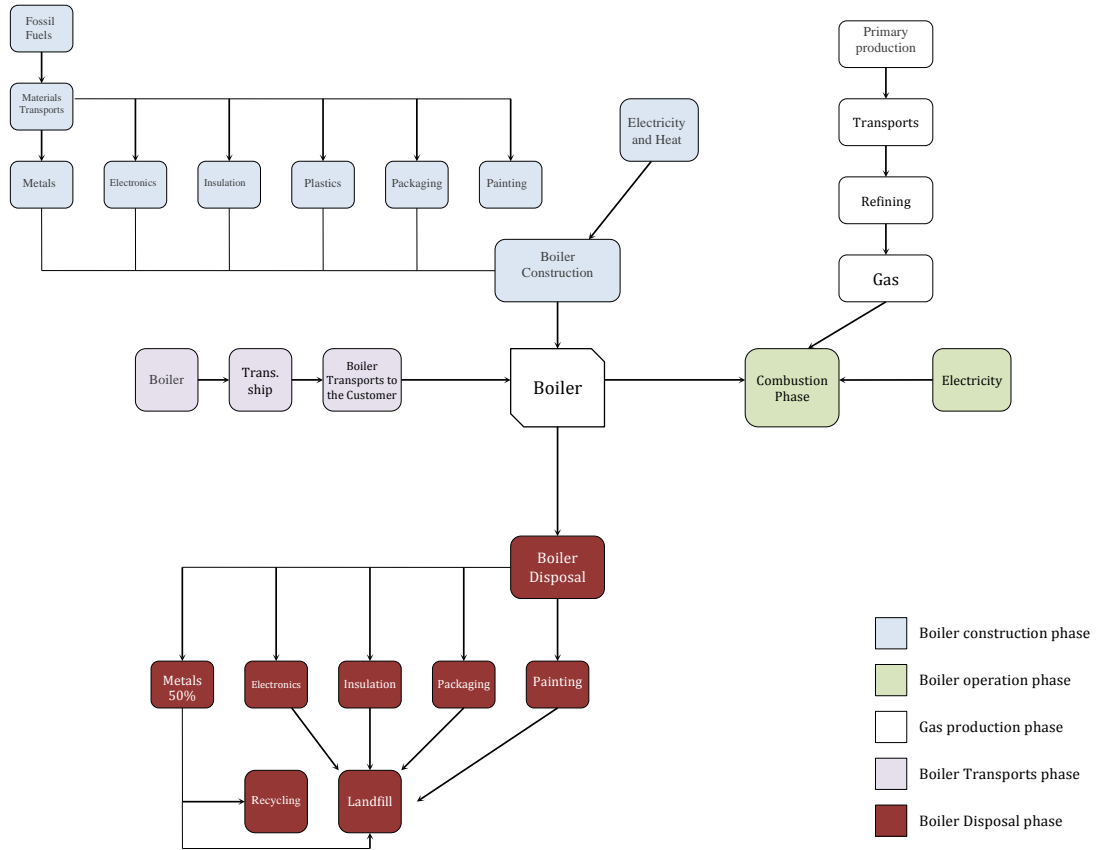 Fossil
Fuels
Primary
production
Materials
Transports
Electricity
and Heat
Transports
Metals
Electronics
Insulation
Plastics
Packaging
Painting
Refining
Boiler
Construction
Gas
Boiler
Trans.
ship
Boiler
Transports to
the Customer
Boiler
Combustion
Phase
Electricity
Boiler
Disposal
Metals
50%
Electronics
Insulation
Packaging
Painting
Recycling
Landfill
Boiler construction phase
Boiler operation phase
Gas production phase
Boiler Transports phase
Boiler Disposal phase